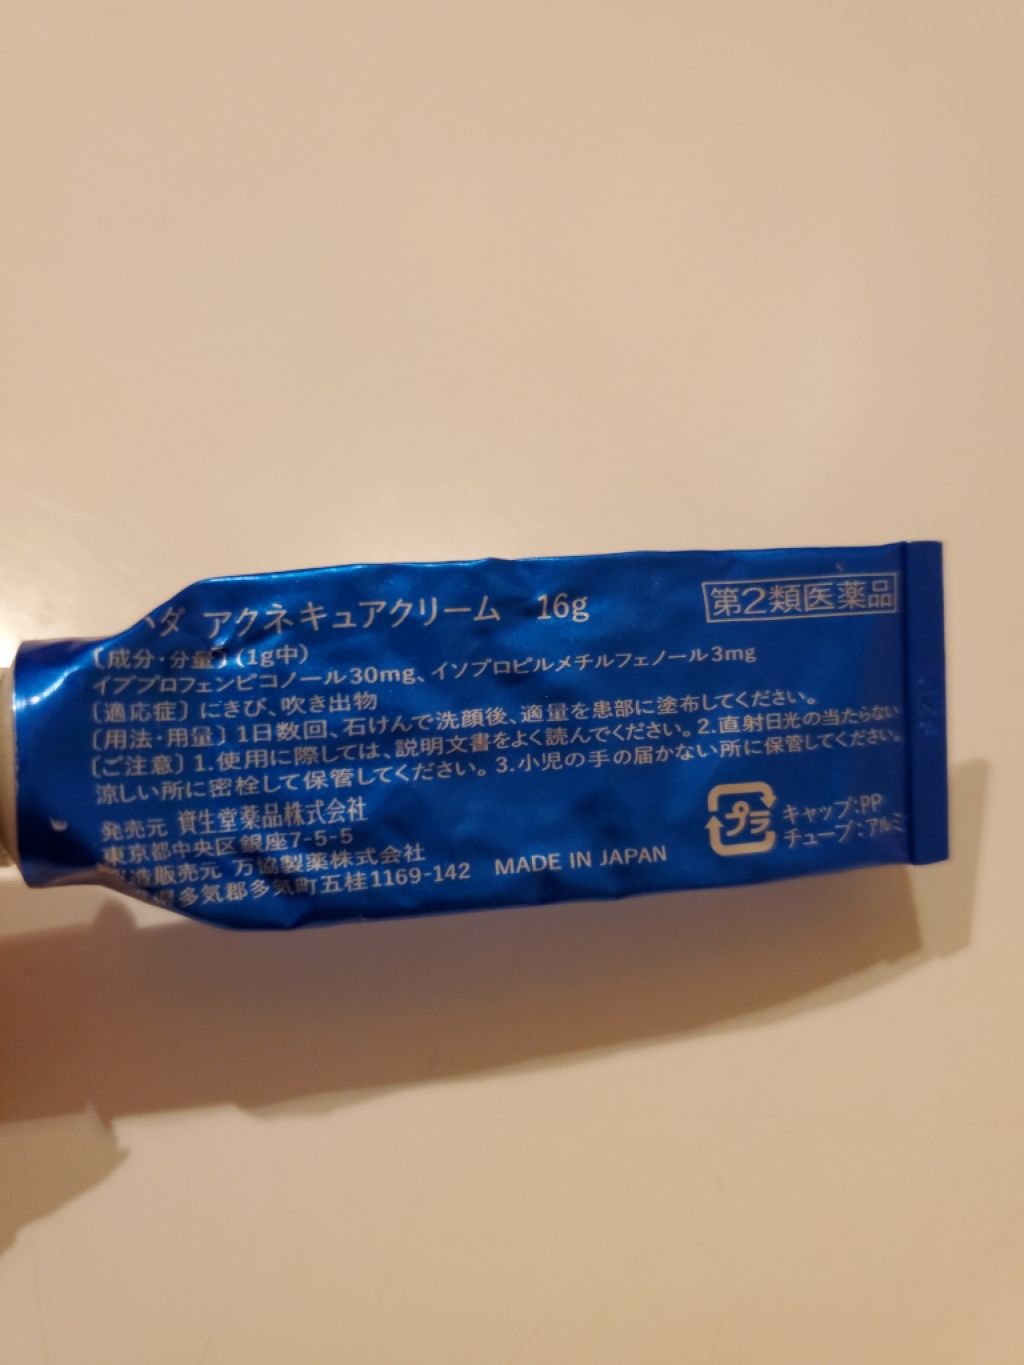 ハダ アクネキュアクリーム 16g
第2類医薬品
〔成分・分量〕(1g中)
イブプロフェンピコノール30mg、イソプロピルメチルフェノール3mg
〔適応症〕にきび、吹き出物
〔用法・用量〕1日数回、石けんで洗顔後、適量を患部に塗布してください。
〔ご注意〕1.使用に際しては、説明文書をよく読んでください。2.直射日光の当たらない
涼しい所に密栓して保管してください。3.小児の手の届かない所に保管してください。
発売元 資生堂薬品株式会社
東京都中央区銀座7-5-5
造販売元 万協製薬株式会社
県多気郡多気町五桂1169-142 MADE IN JAPAN
プラ
キャップ:PP
チューブ:アルミ